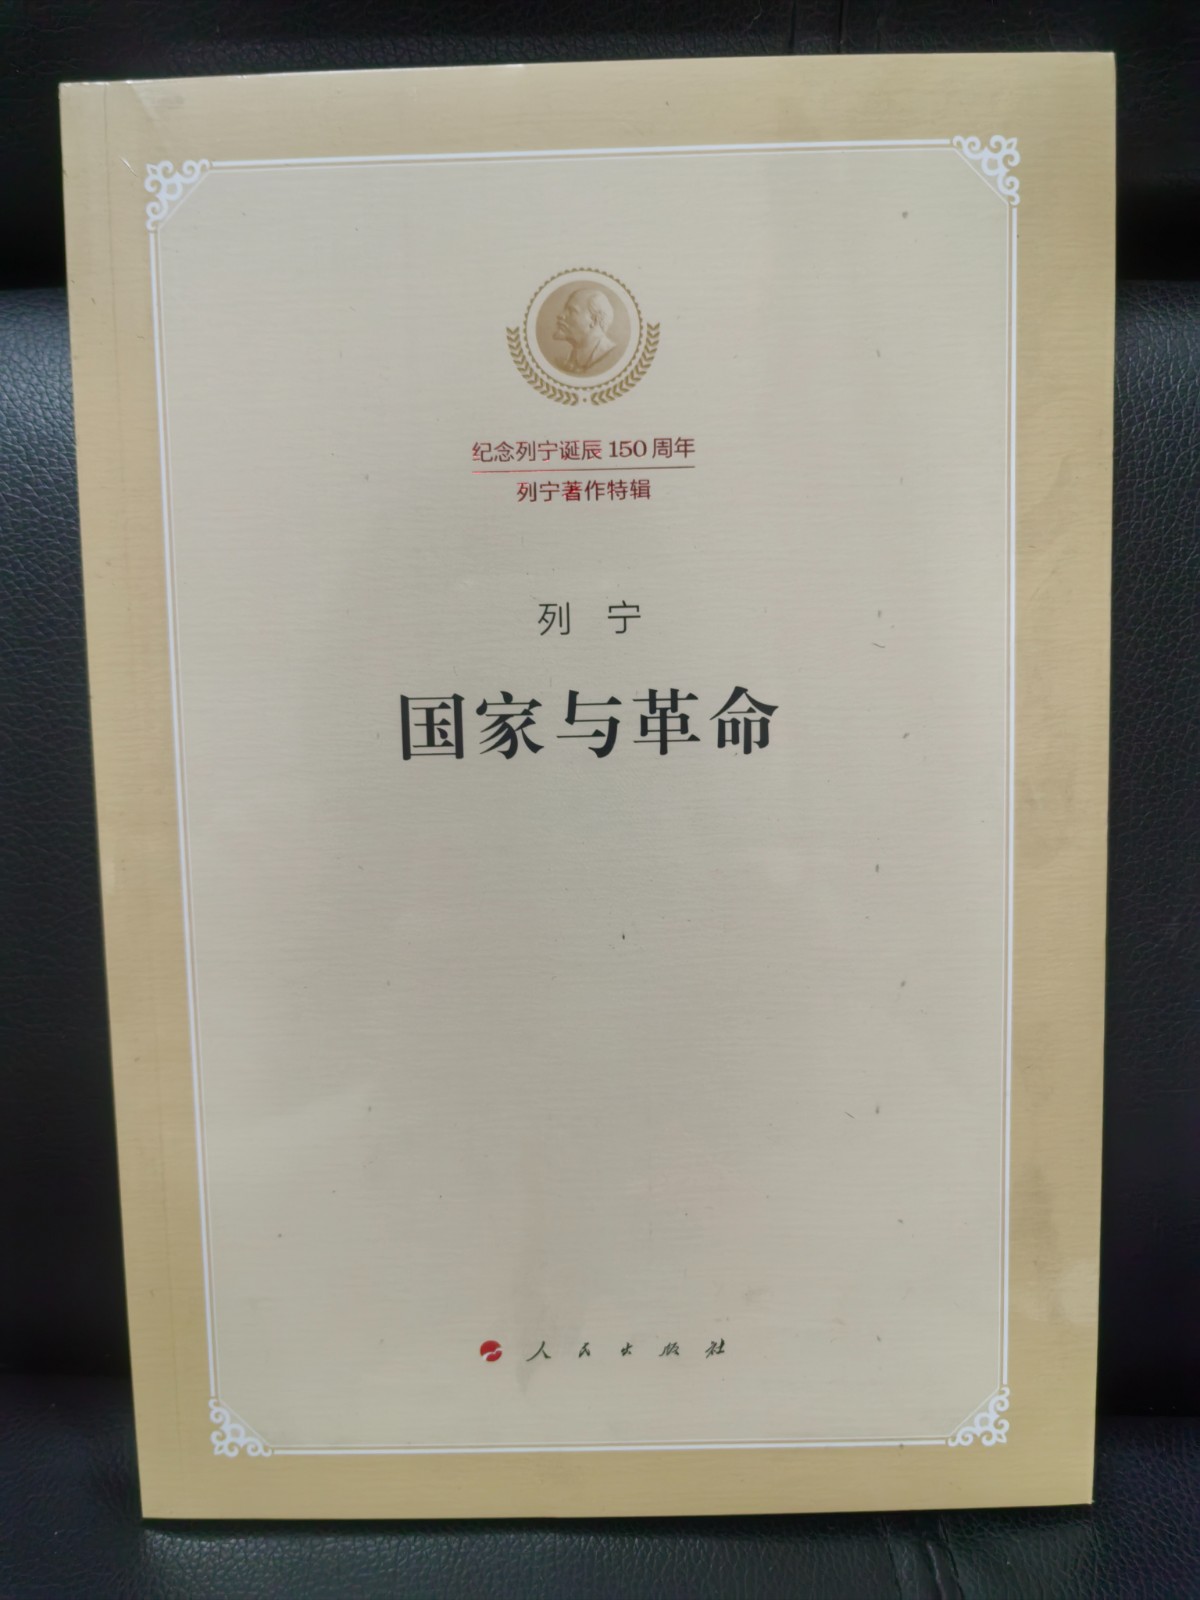 纪念列宁诞辰150周年
列宁著作特辑
列宁
国家与革命
人民出版社